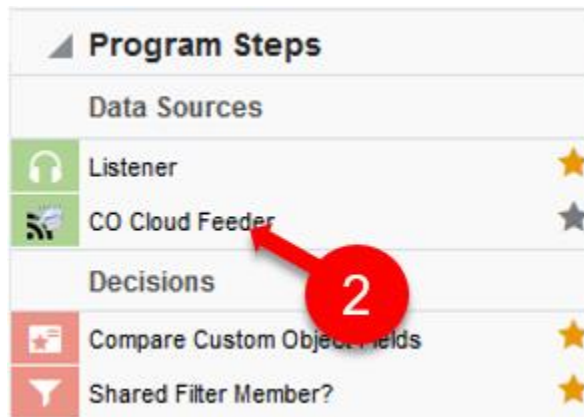 Program Steps
Data Sources
Listener
CO Cloud Feeder
Decisions
2
Compare Custom Object Fields
Shared Filter Member?